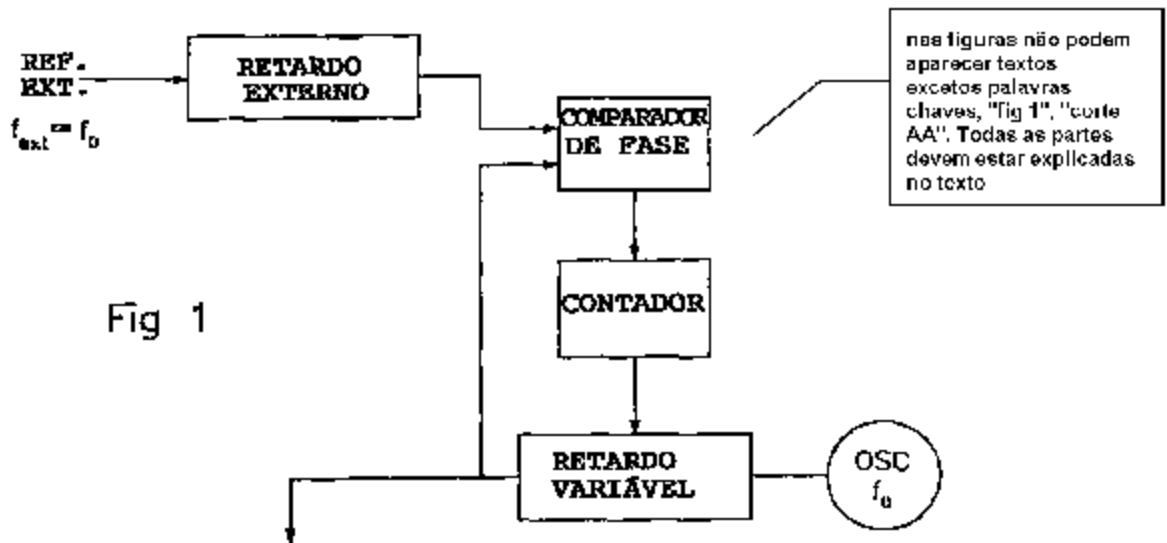 REF.
EXT.
f_ext = f_0
RETARDO
EXTERNO
COMPARADOR
DE FASE
nas figuras não podem
aparecer textos
excetos palavras
chaves, "fig 1", "corte
AA". Todas as partes
devem estar explicadas
no texto
CONTADOR
Fig 1
RETARDO
VARIÁVEL
OSC
f_0